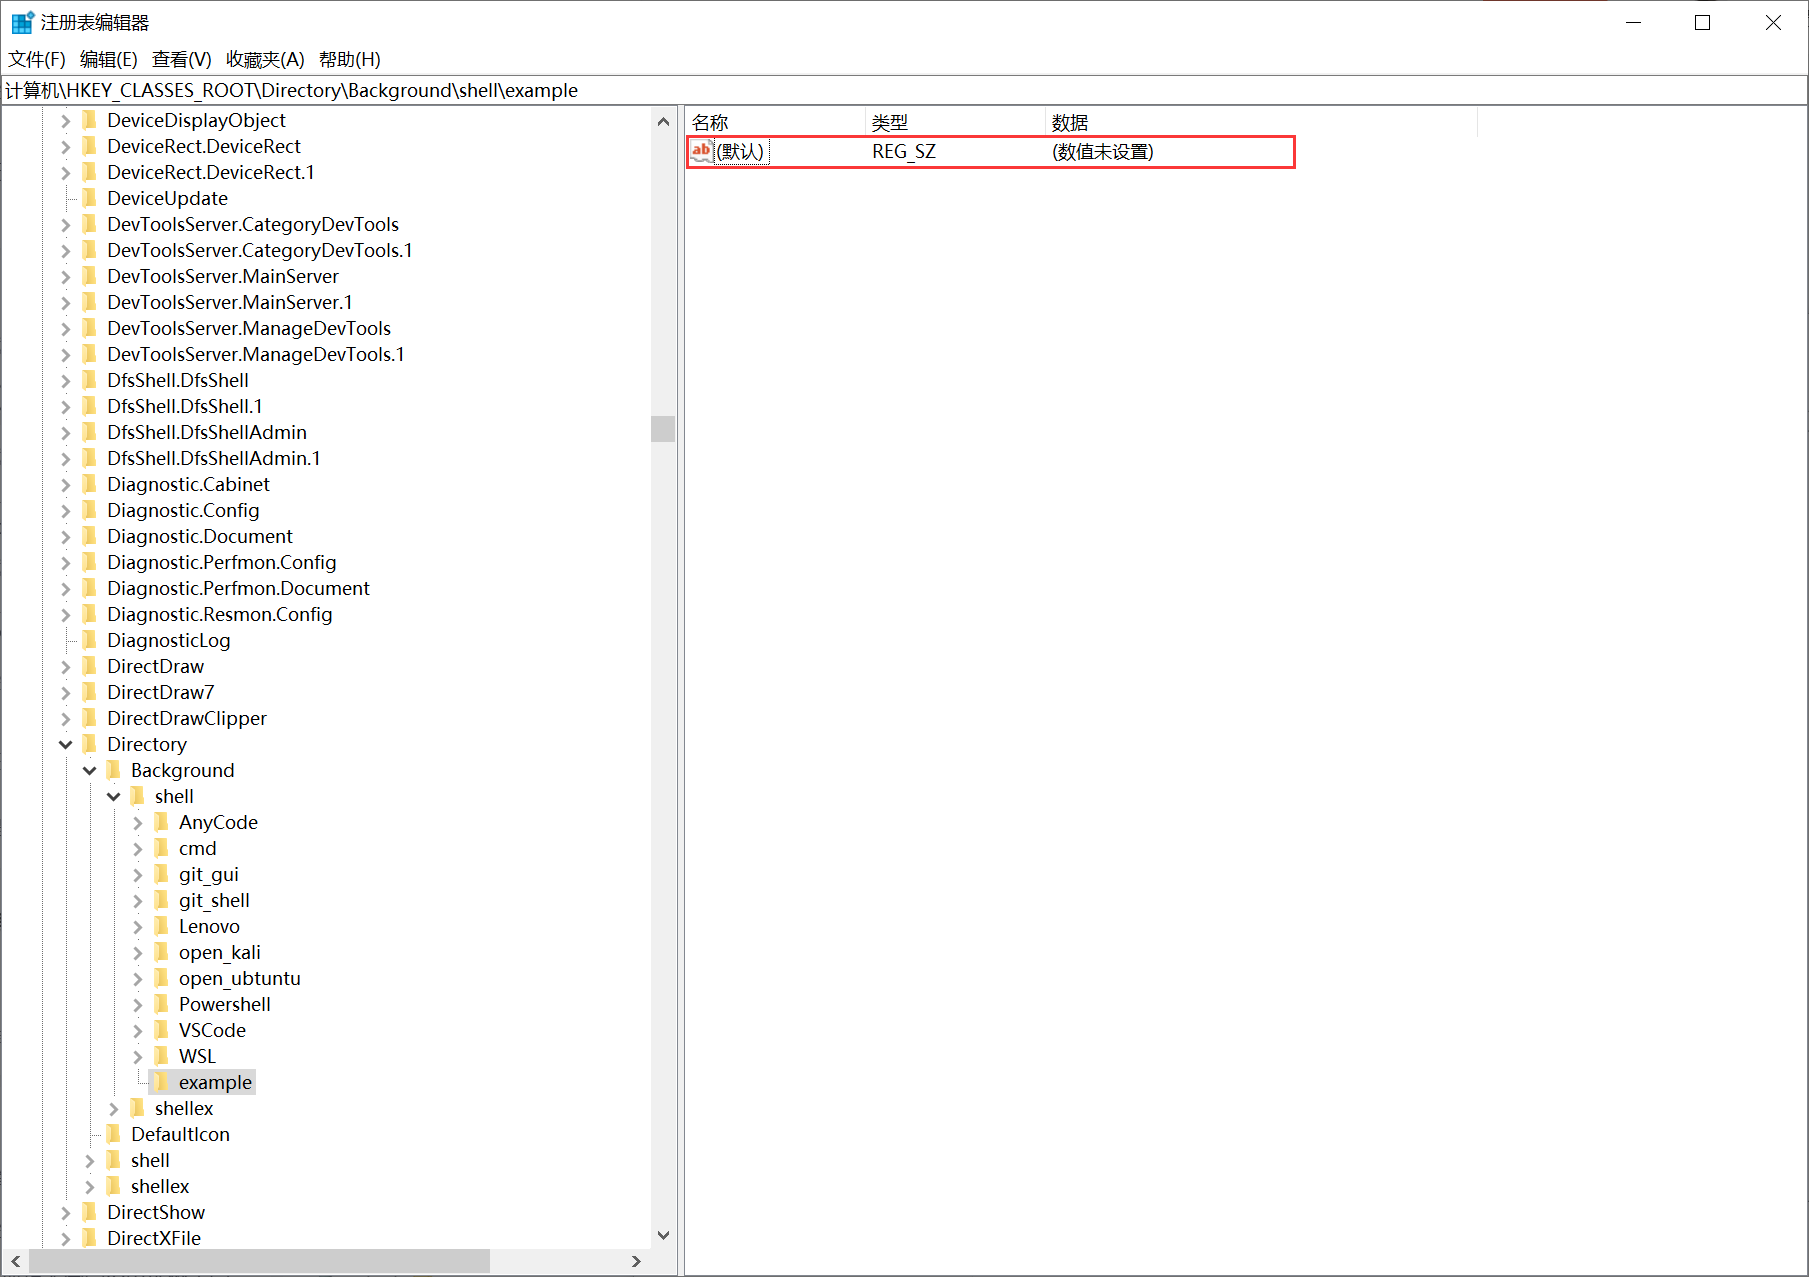 注册表编辑器
文件(F) 编辑(E) 查看(V) 收藏夹(A) 帮助(H)
计算机\HKEY_CLASSES_ROOT\Directory\Background\shell\example
DeviceDisplayObject
DeviceRect.DeviceRect
DeviceRect.DeviceRect.1
DeviceUpdate
DevToolsServer.CategoryDevTools
DevToolsServer.CategoryDevTools.1
DevToolsServer.MainServer
DevToolsServer.MainServer.1
DevToolsServer.ManageDevTools
DevToolsServer.ManageDevTools.1
DfsShell.DfsShell
DfsShell.DfsShell.1
DfsShell.DfsShellAdmin
DfsShell.DfsShellAdmin.1
Diagnostic.Cabinet
Diagnostic.Config
Diagnostic.Document
Diagnostic.Perfmon.Config
Diagnostic.Perfmon.Document
Diagnostic.Resmon.Config
DiagnosticLog
DirectDraw
DirectDraw7
DirectDrawClipper
Directory
Background
shell
AnyCode
cmd
git_gui
git_shell
Lenovo
open_kali
open_ubtuntu
Powershell
VSCode
WSL
example
shellex
DefaultIcon
shell
shellex
DirectShow
DirectXFile
名称 类型 数据
ab (默认) REG_SZ (数值未设置)